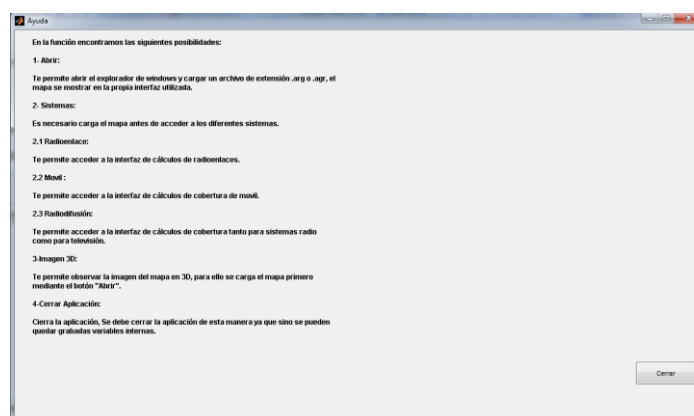 Ayuda
En la función encontramos las siguientes posibilidades:
1- Abrir:
Te permite abrir el explorador de windows y cargar un archivo de extensión .arg o .agr, el
mapa se mostrar en la propia interfaz utilizada.
2- Sistemas:
Es necesario carga el mapa antes de acceder a los diferentes sistemas.
2.1 Radioenlace:
Te permite acceder a la interfaz de cálculos de radioenlaces.
2.2 Movil :
Te permite acceder a la interfaz de cálculos de cobertura de movil.
2.3 Radiodifusión:
Te permite acceder a la interfaz de cálculos de cobertura tanto para sistemas radio
como para televisión.
3-Imagen 3D:
Te permite observar la imagen del mapa en 3D, para ello se carga el mapa primero
mediante el botón "Abrir".
4-Cerrar Aplicación:
Cierra la aplicación, Se debe cerrar la aplicación de esta manera ya que sino se pueden
quedar grabadas variables internas.
Cerrar